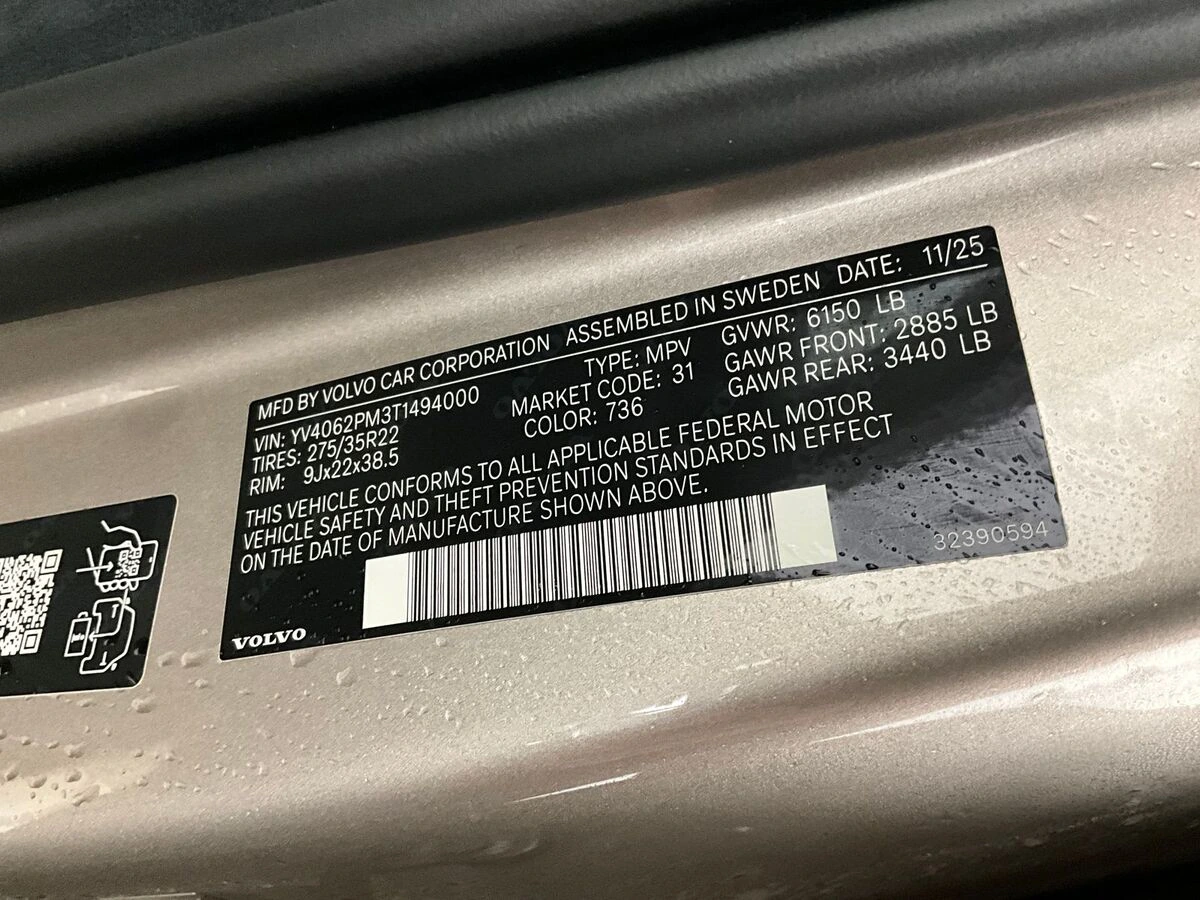 MFD BY VOLVO CAR CORPORATION ASSEMBLED IN SWEDEN DATE: 11/25
VIN: YV4062PM3T1494000 TYPE: MPV GVWR: 6150 LB
TIRES: 275/35R22 MARKET CODE: 31 GAWR FRONT: 2885 LB
RIM: 9Jx22x38.5 COLOR: 736 GAWR REAR: 3440 LB
THIS VEHICLE CONFORMS TO ALL APPLICABLE FEDERAL MOTOR
VEHICLE SAFETY AND THEFT PREVENTION STANDARDS IN EFFECT
ON THE DATE OF MANUFACTURE SHOWN ABOVE.
VOLVO 32390594